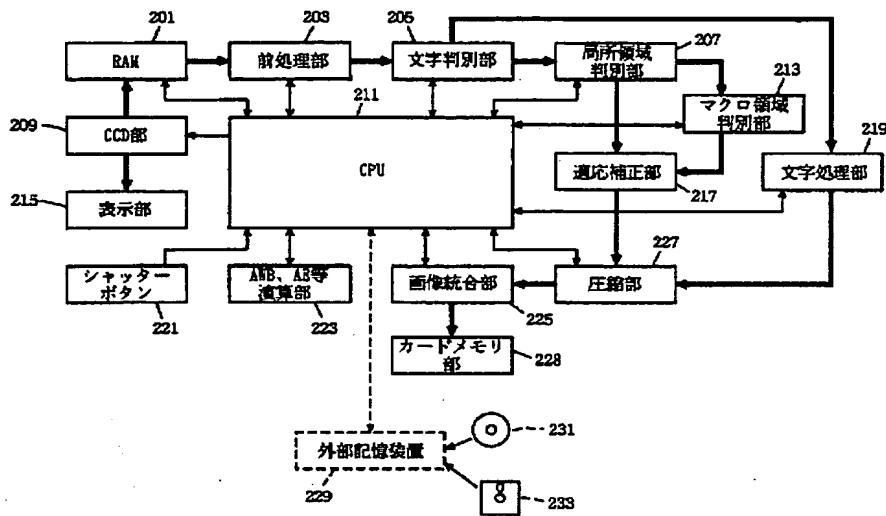 201
203
205
207
RAM
前処理部
文字判別部
局所領域
判別部
213
211
マクロ領域
判別部
209
CCD部
CPU
219
適応補正部
文字処理部
215
表示部
217
227
シャッター
ボタン
AWB、AE等
演算部
画像統合部
圧縮部
221
223
225
カードメモリ
部
228
外部記憶装置
231
229
233